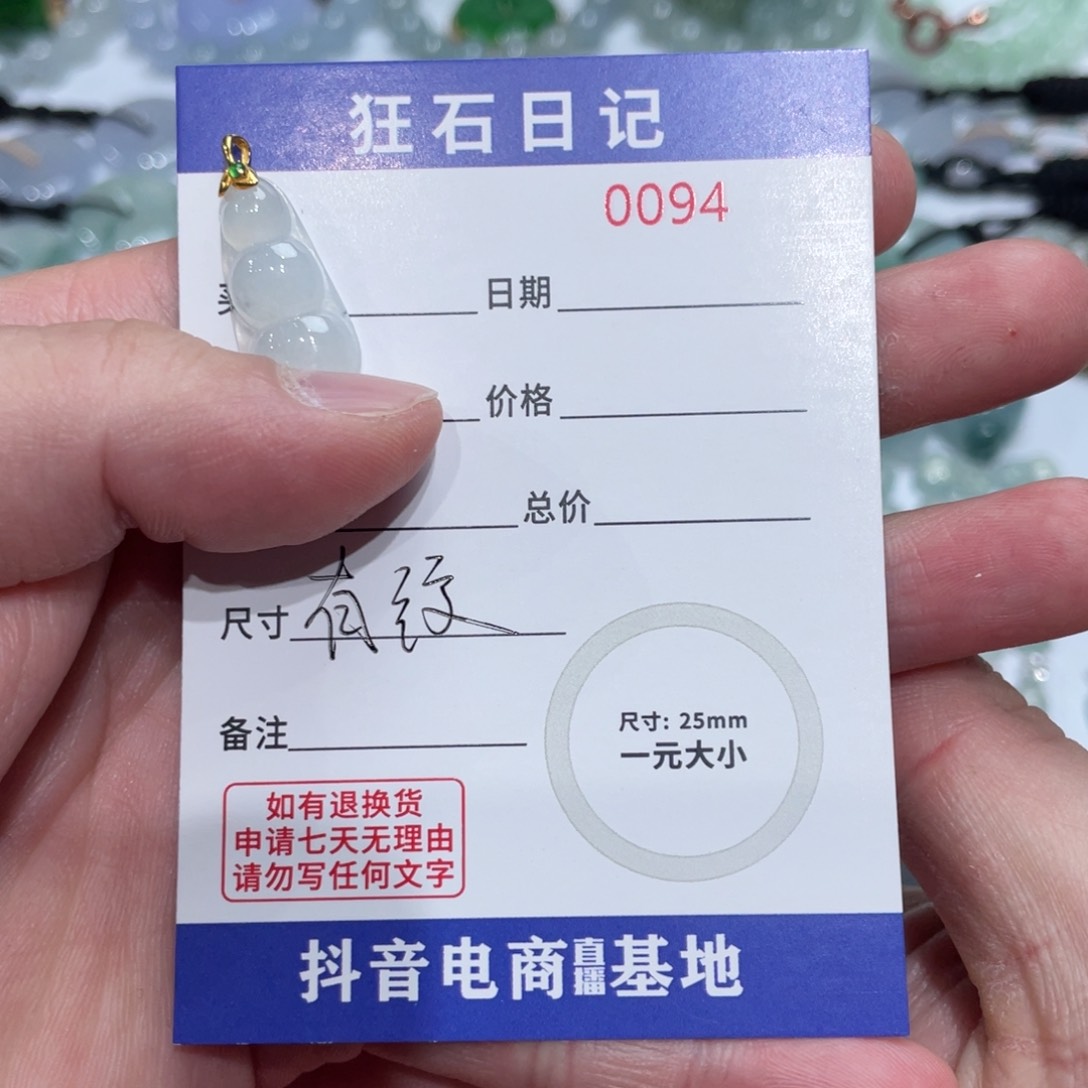 狂石日记
0094
日期
价格
总价
尺寸 有纹
备注
尺寸: 25mm
一元大小
如有退换货
申请七天无理由
请勿写任何文字
抖音电商直播基地